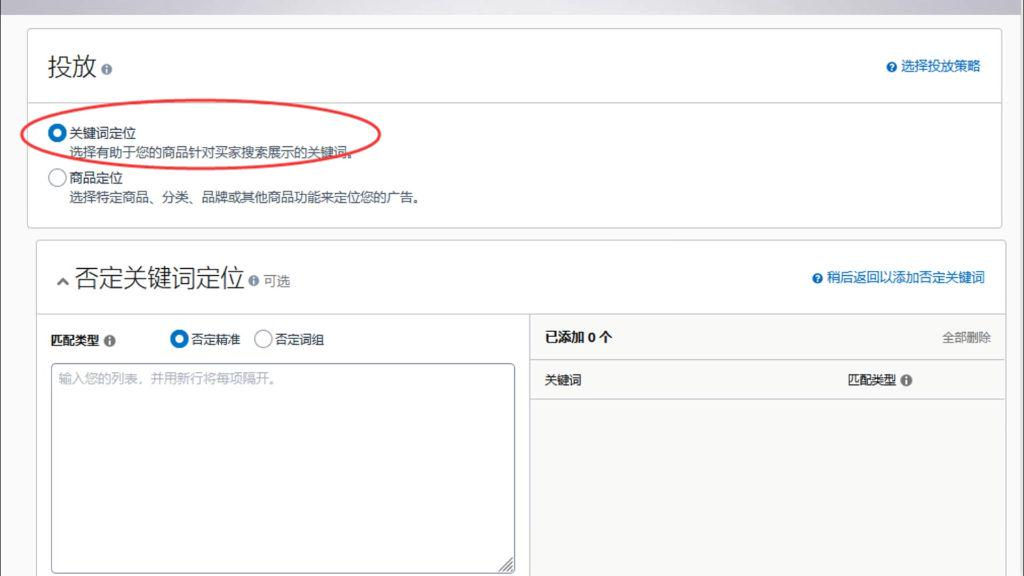 投放
选择投放策略
关键词定位
选择有助于您的商品针对买家搜索展示的关键词。
商品定位
选择特定商品、分类、品牌或其他商品功能来定位您的广告。
否定关键词定位 可选
稍后返回以添加否定关键词
匹配类型 否定精准 否定词组
输入您的列表，并用新行将每项隔开。
已添加 0 个 全部删除
关键词 匹配类型